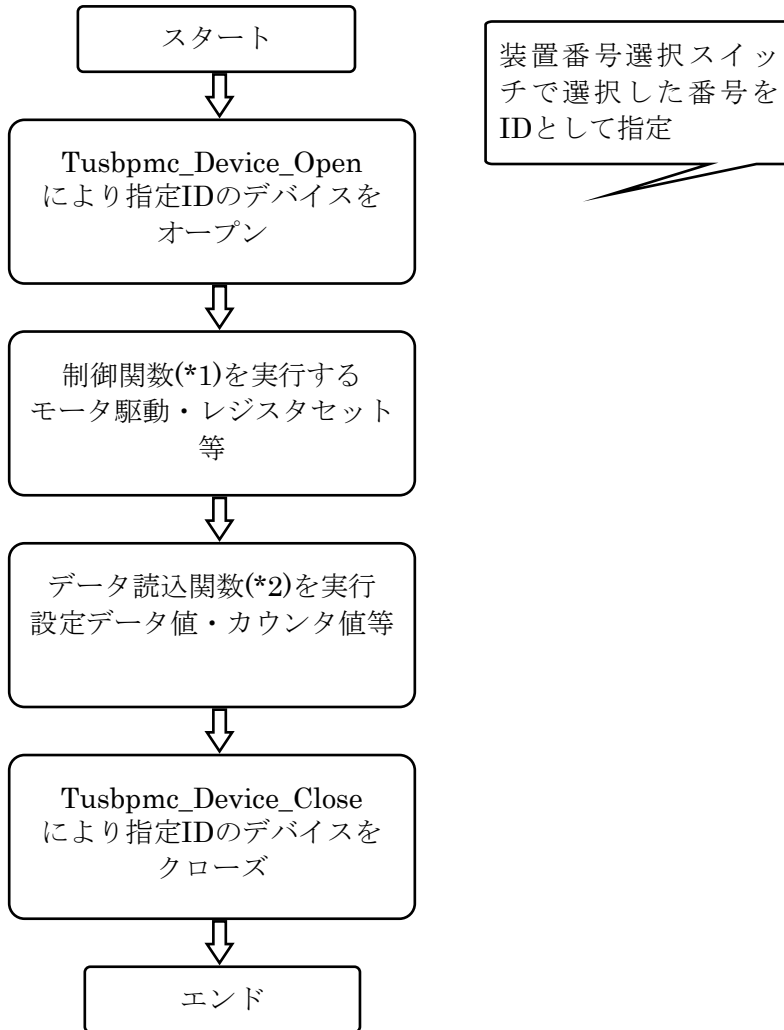 スタート
装置番号選択スイッ
チで選択した番号を
IDとして指定
Tusbpmc_Device_Open
により指定IDのデバイスを
オープン
制御関数(*1)を実行する
モータ駆動・レジスタセット
等
データ読込関数(*2)を実行
設定データ値・カウンタ値等
Tusbpmc_Device_Close
により指定IDのデバイスを
クローズ
エンド